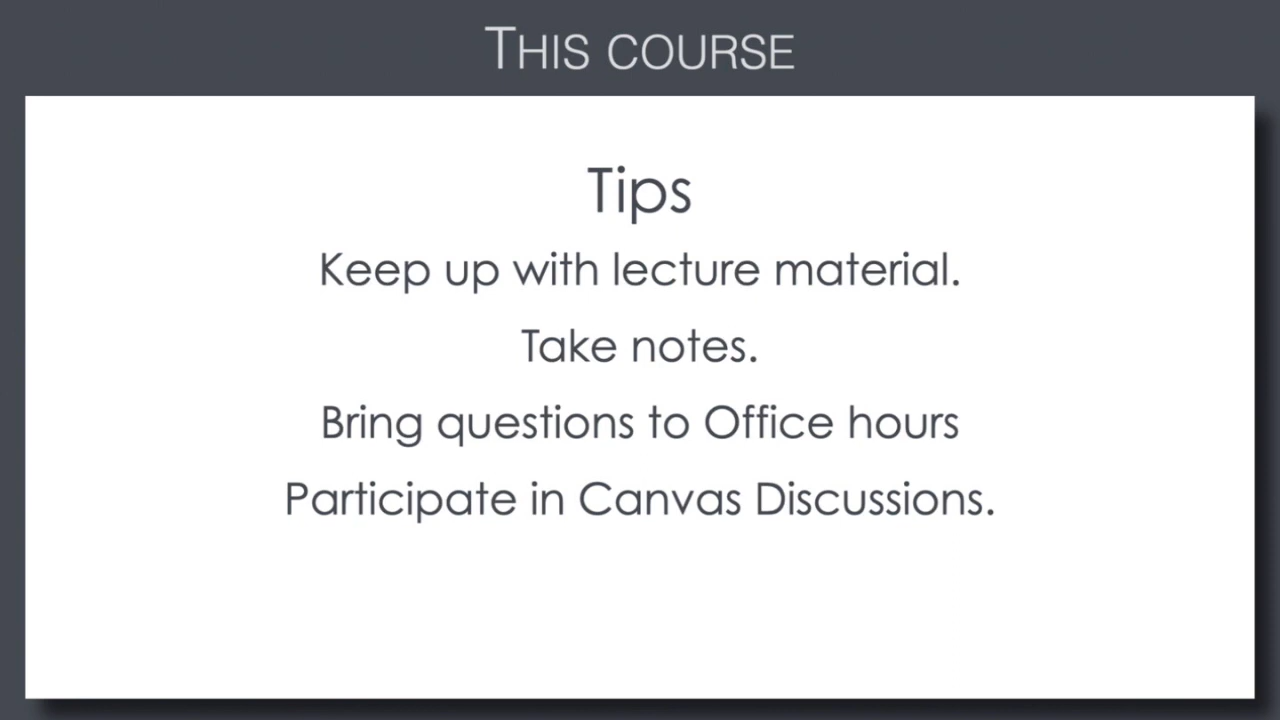 THIS COURSE
Tips
Keep up with lecture material.
Take notes.
Bring questions to Office hours
Participate in Canvas Discussions.